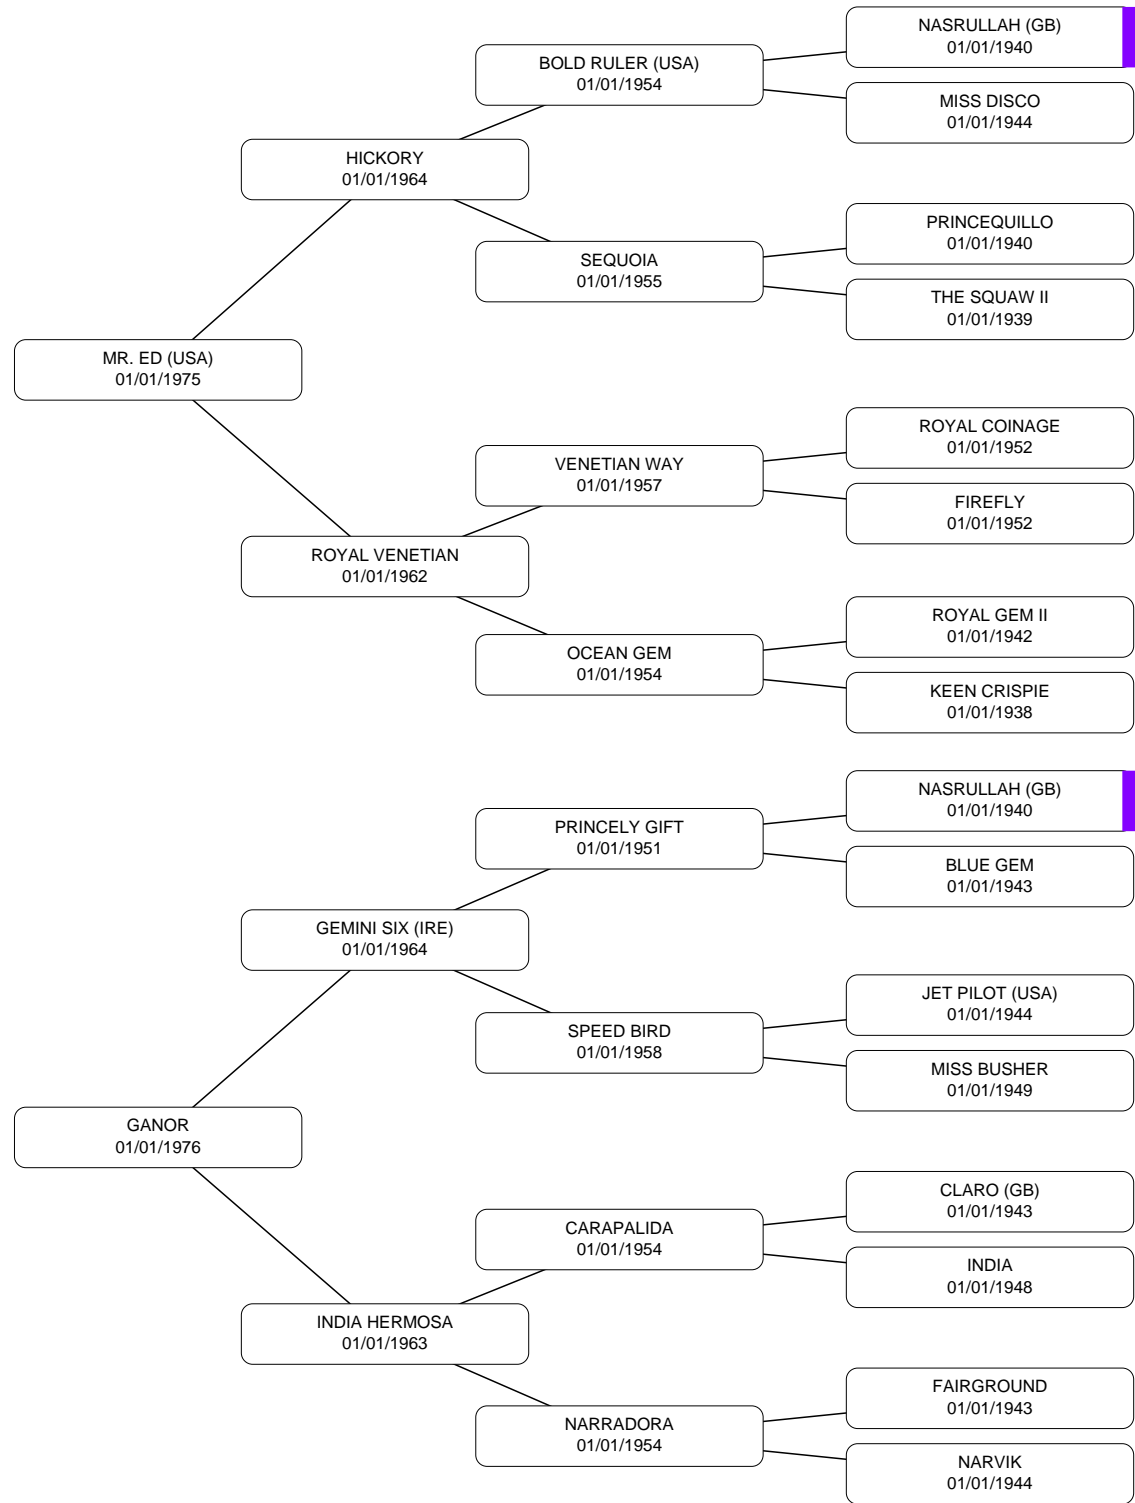 NASRULLAH (GB)
01/01/1940
BOLD RULER (USA)
01/01/1954
MISS DISCO
01/01/1944
HICKORY
01/01/1964
PRINCEQUILLO
01/01/1940
SEQUOIA
01/01/1955
THE SQUAW II
01/01/1939
MR. ED (USA)
01/01/1975
ROYAL COINAGE
01/01/1952
VENETIAN WAY
01/01/1957
FIREFLY
01/01/1952
ROYAL VENETIAN
01/01/1962
ROYAL GEM II
01/01/1942
OCEAN GEM
01/01/1954
KEEN CRISPIE
01/01/1938
NASRULLAH (GB)
01/01/1940
PRINCELY GIFT
01/01/1951
BLUE GEM
01/01/1943
GEMINI SIX (IRE)
01/01/1964
JET PILOT (USA)
01/01/1944
SPEED BIRD
01/01/1958
MISS BUSHER
01/01/1949
GANOR
01/01/1976
CLARO (GB)
01/01/1943
CARAPALIDA
01/01/1954
INDIA
01/01/1948
INDIA HERMOSA
01/01/1963
FAIRGROUND
01/01/1943
NARRADORA
01/01/1954
NARVIK
01/01/1944